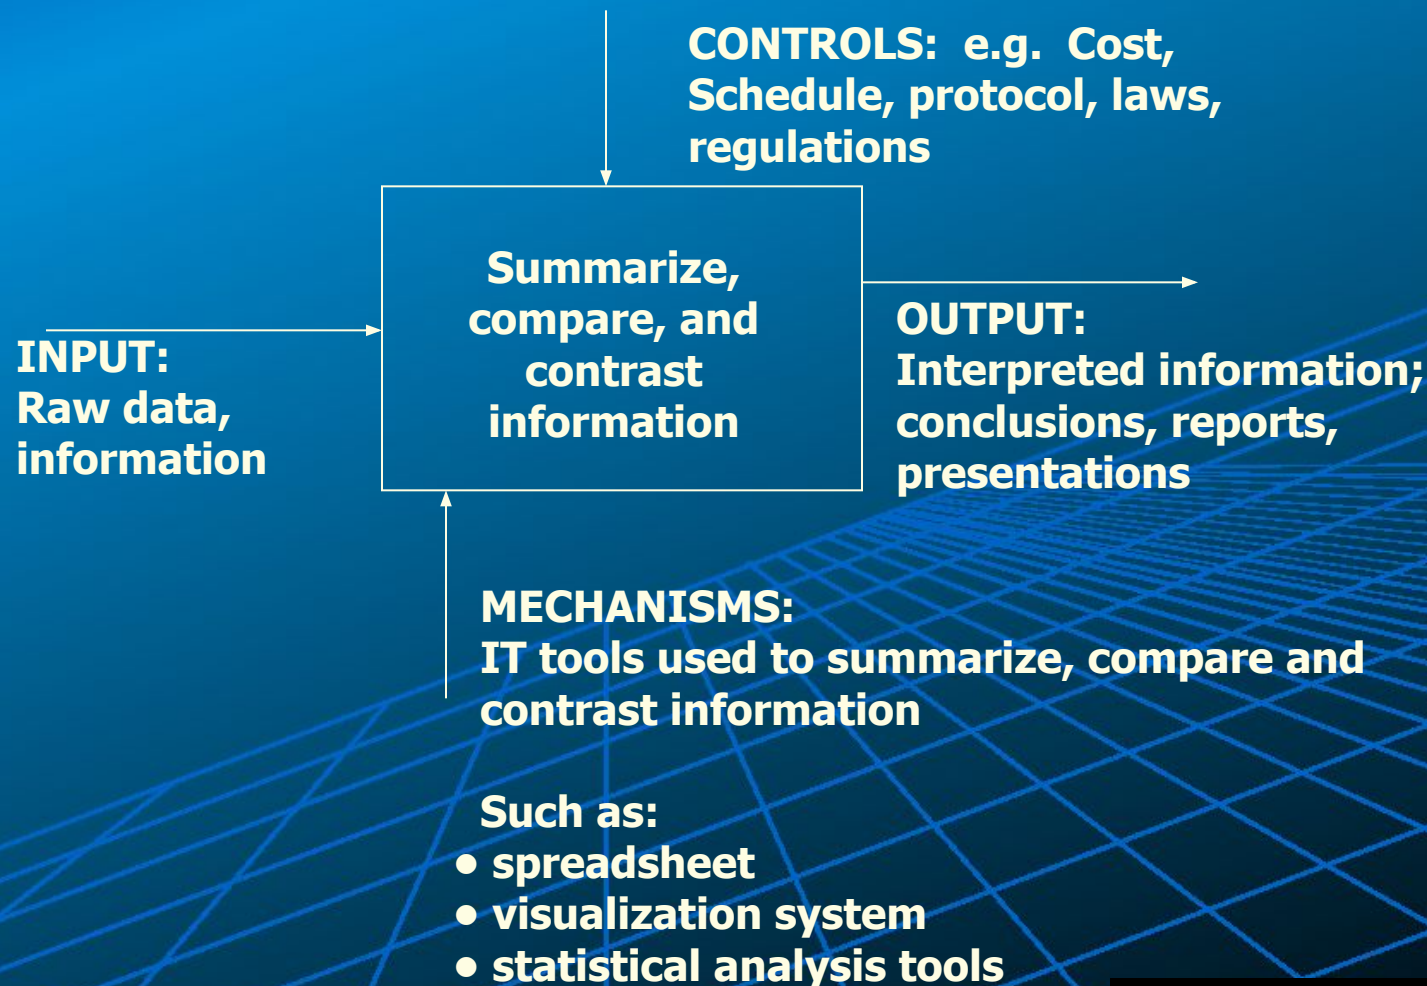 CONTROLS: e.g. Cost,
Schedule, protocol, laws,
regulations
Summarize,
compare, and
contrast
information
INPUT:
Raw data,
information
OUTPUT:
Interpreted information;
conclusions, reports,
presentations
MECHANISMS:
IT tools used to summarize, compare and
contrast information
Such as:
• spreadsheet
• visualization system
• statistical analysis tools